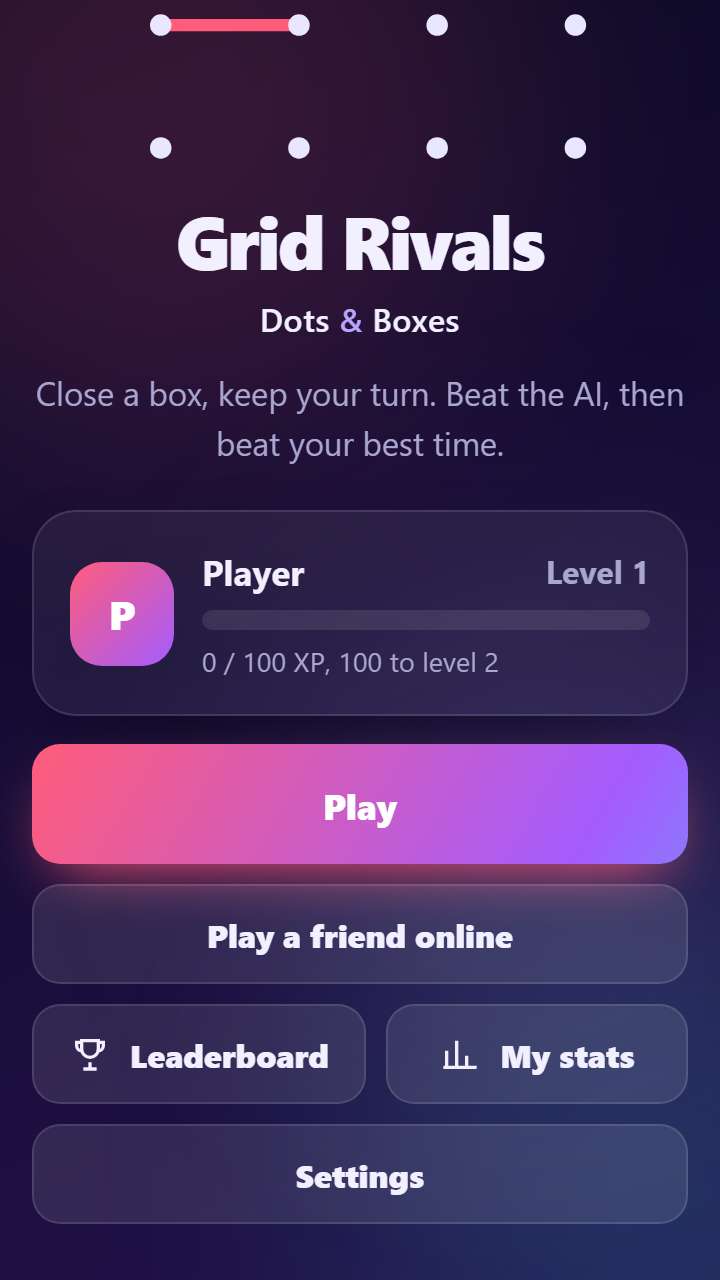 Grid Rivals
Dots & Boxes
Close a box, keep your turn. Beat the AI, then
beat your best time.
P
Player
Level 1
0 / 100 XP, 100 to level 2
Play
Play a friend online
Leaderboard
My stats
Settings